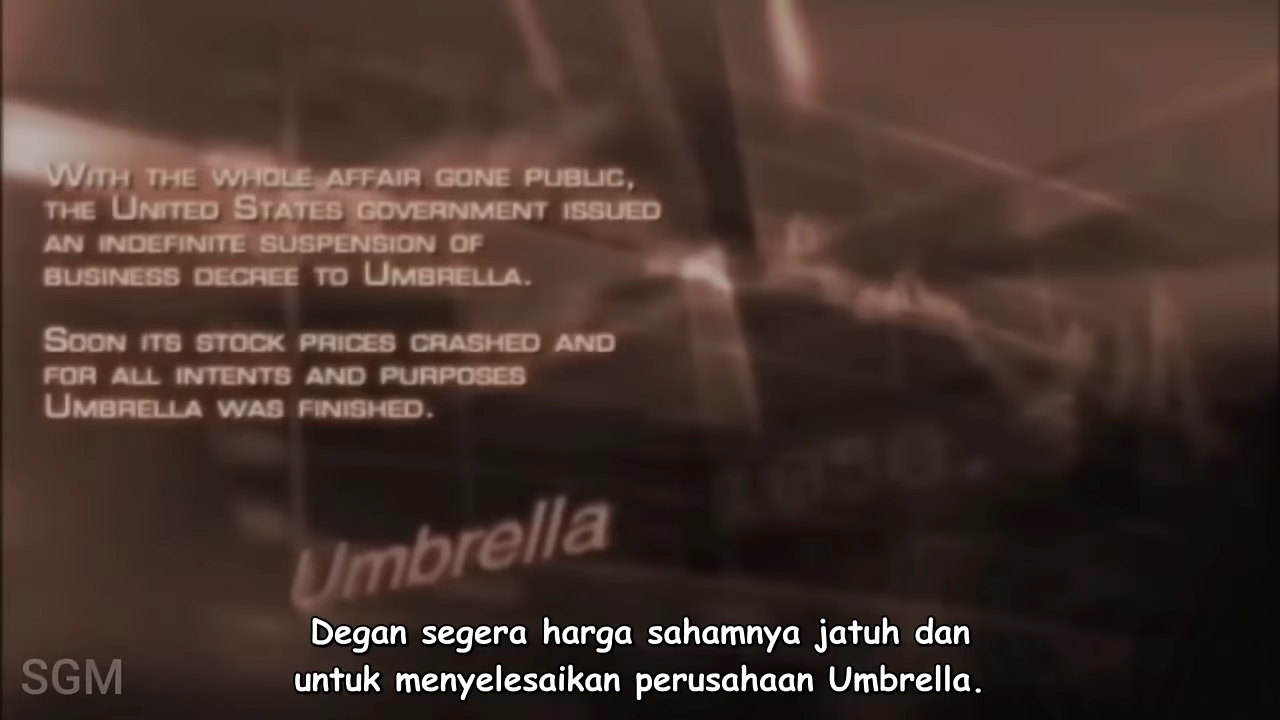 With the whole affair gone public,
the United States government issued
an indefinite suspension of
business decree to Umbrella.
Soon its stock prices crashed and
for all intents and purposes
Umbrella was finished.
Umbrella
Degan segera harga sahamnya jatuh dan
untuk menyelesaikan perusahaan Umbrella.
SGM